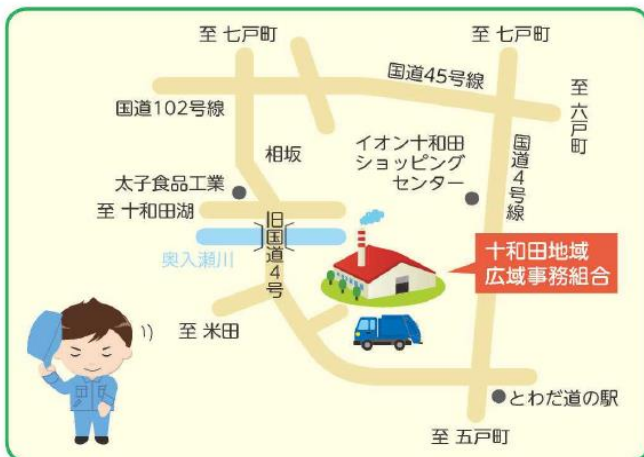 至 七戸町
至 七戸町
国道45号線
至 六戸町
国道102号線
相坂
イオン十和田
ショッピング
センター
国道4号線
太子食品工業
至 十和田湖
旧国道4号
奥入瀬川
十和田地域
広域事務組合
い)
至 米田
とわだ道の駅
至 五戸町